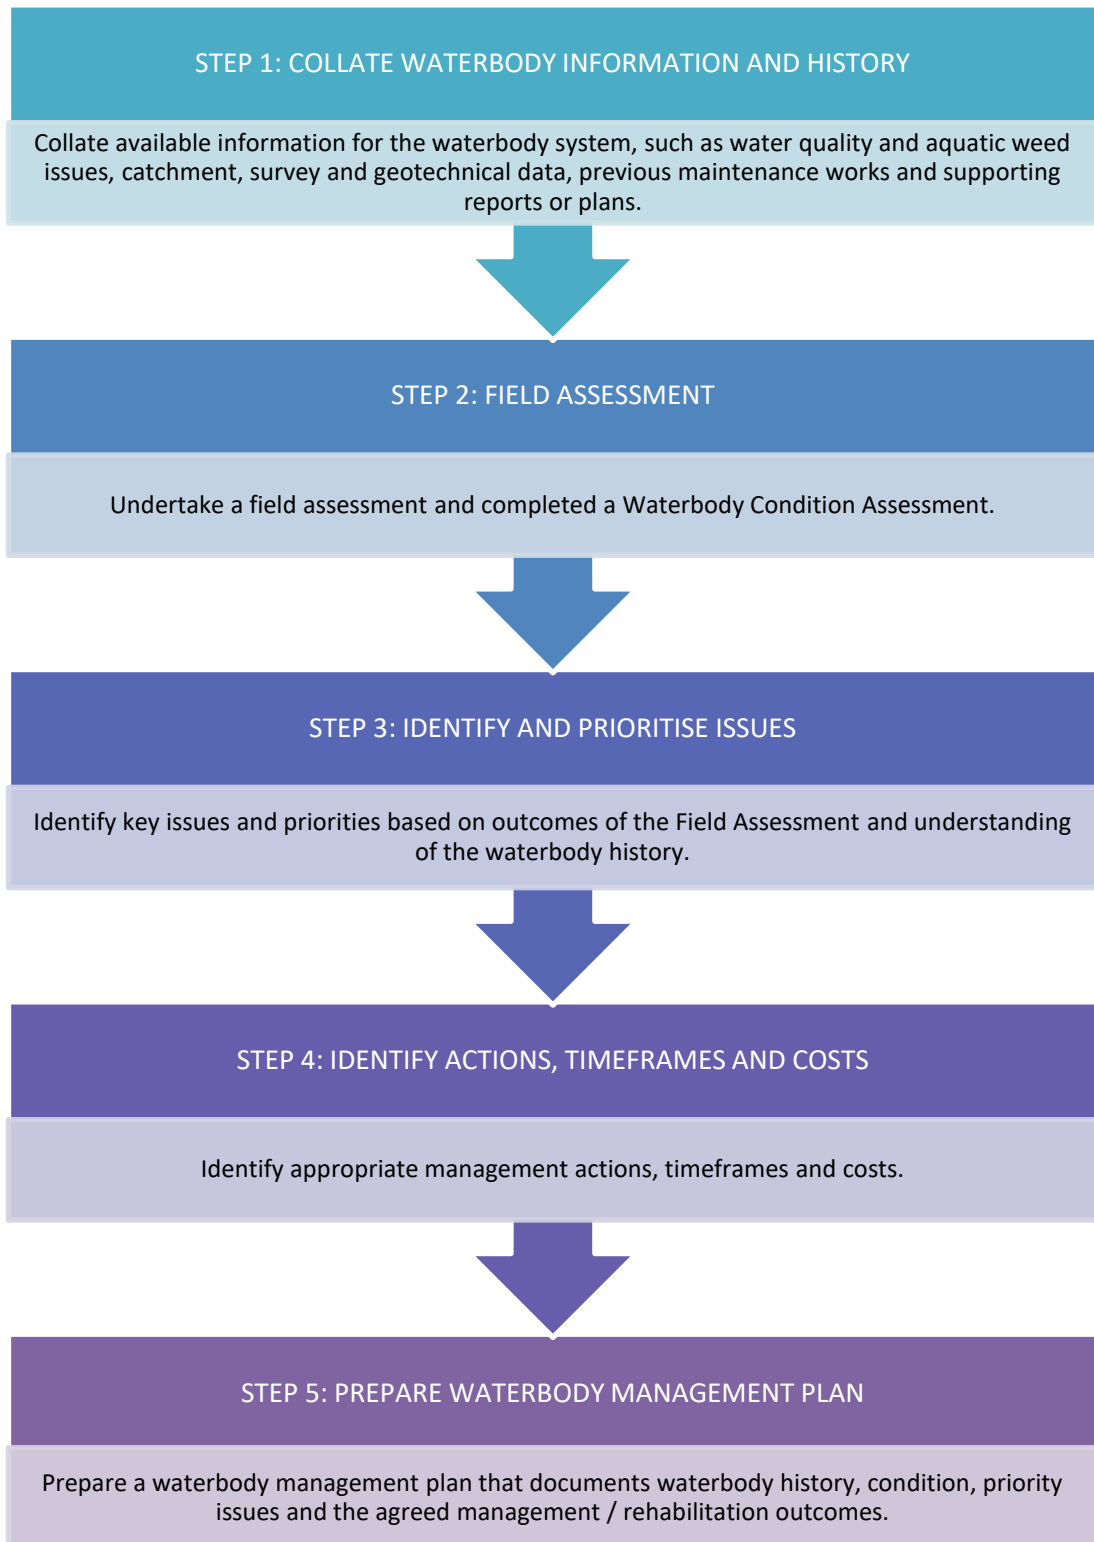 STEP 1: COLLATE WATERBODY INFORMATION AND HISTORY
Collate available information for the waterbody system, such as water quality and aquatic weed
issues, catchment, survey and geotechnical data, previous maintenance works and supporting
reports or plans.
STEP 2: FIELD ASSESSMENT
Undertake a field assessment and completed a Waterbody Condition Assessment.
STEP 3: IDENTIFY AND PRIORITISE ISSUES
Identify key issues and priorities based on outcomes of the Field Assessment and understanding
of the waterbody history.
STEP 4: IDENTIFY ACTIONS, TIMEFRAMES AND COSTS
Identify appropriate management actions, timeframes and costs.
STEP 5: PREPARE WATERBODY MANAGEMENT PLAN
Prepare a waterbody management plan that documents waterbody history, condition, priority
issues and the agreed management / rehabilitation outcomes.